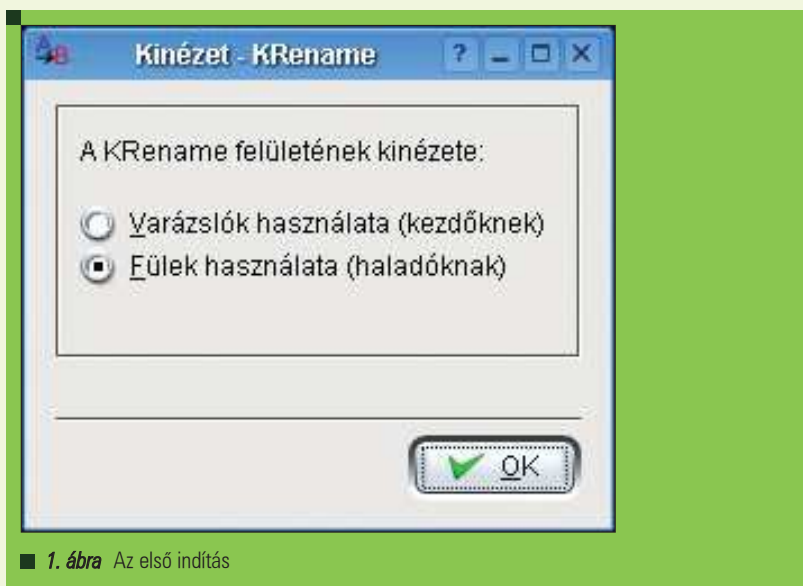 Kinézet - KRename
A KRename felületének kinézete:
Varázslók használata (kezdőknek)
Fülek használata (haladóknak)
OK
1. ábra Az első indítás